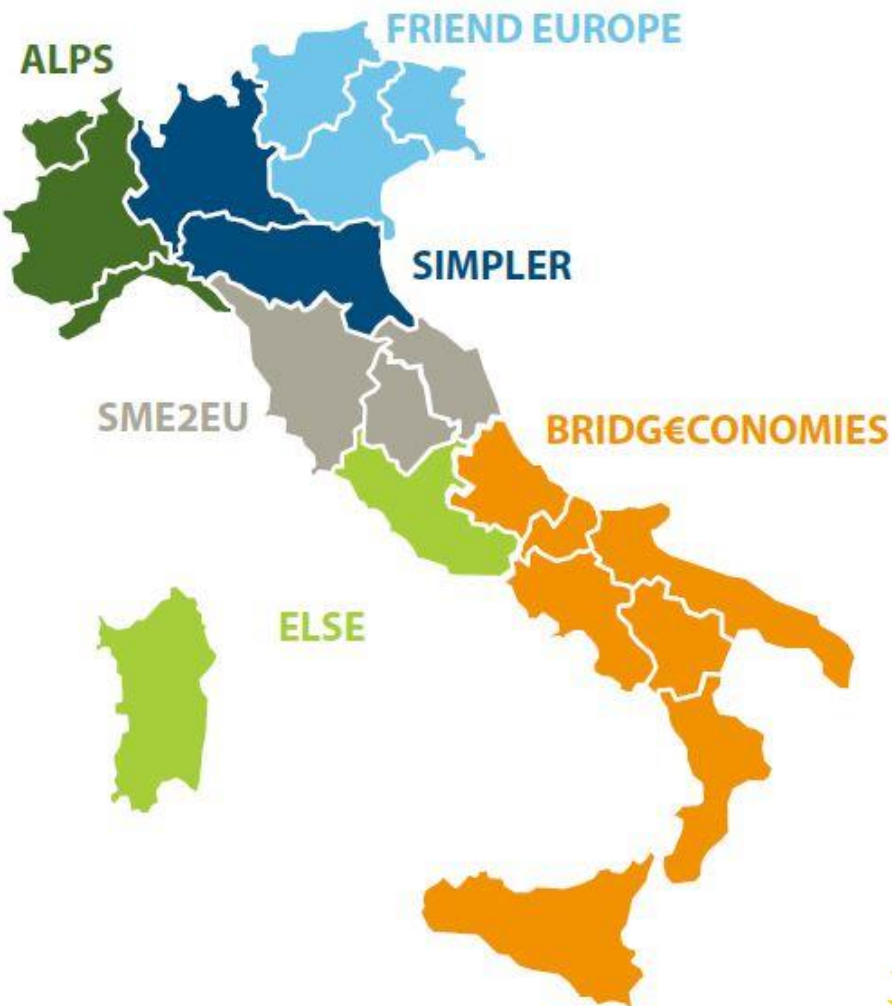 FRIEND EUROPE
ALPS
SIMPLER
SME2EU
BRIDG€CONOMIES
ELSE